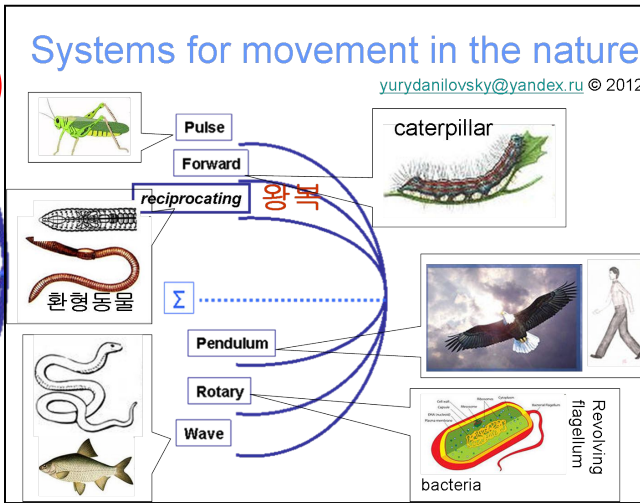 Systems for movement in the nature
yurydanilovsky@yandex.ru © 2012
Pulse
Forward
caterpillar
reciprocating
왕복
환형동물
Σ
Pendulum
Rotary
Wave
Revolving
flagellum
bacteria